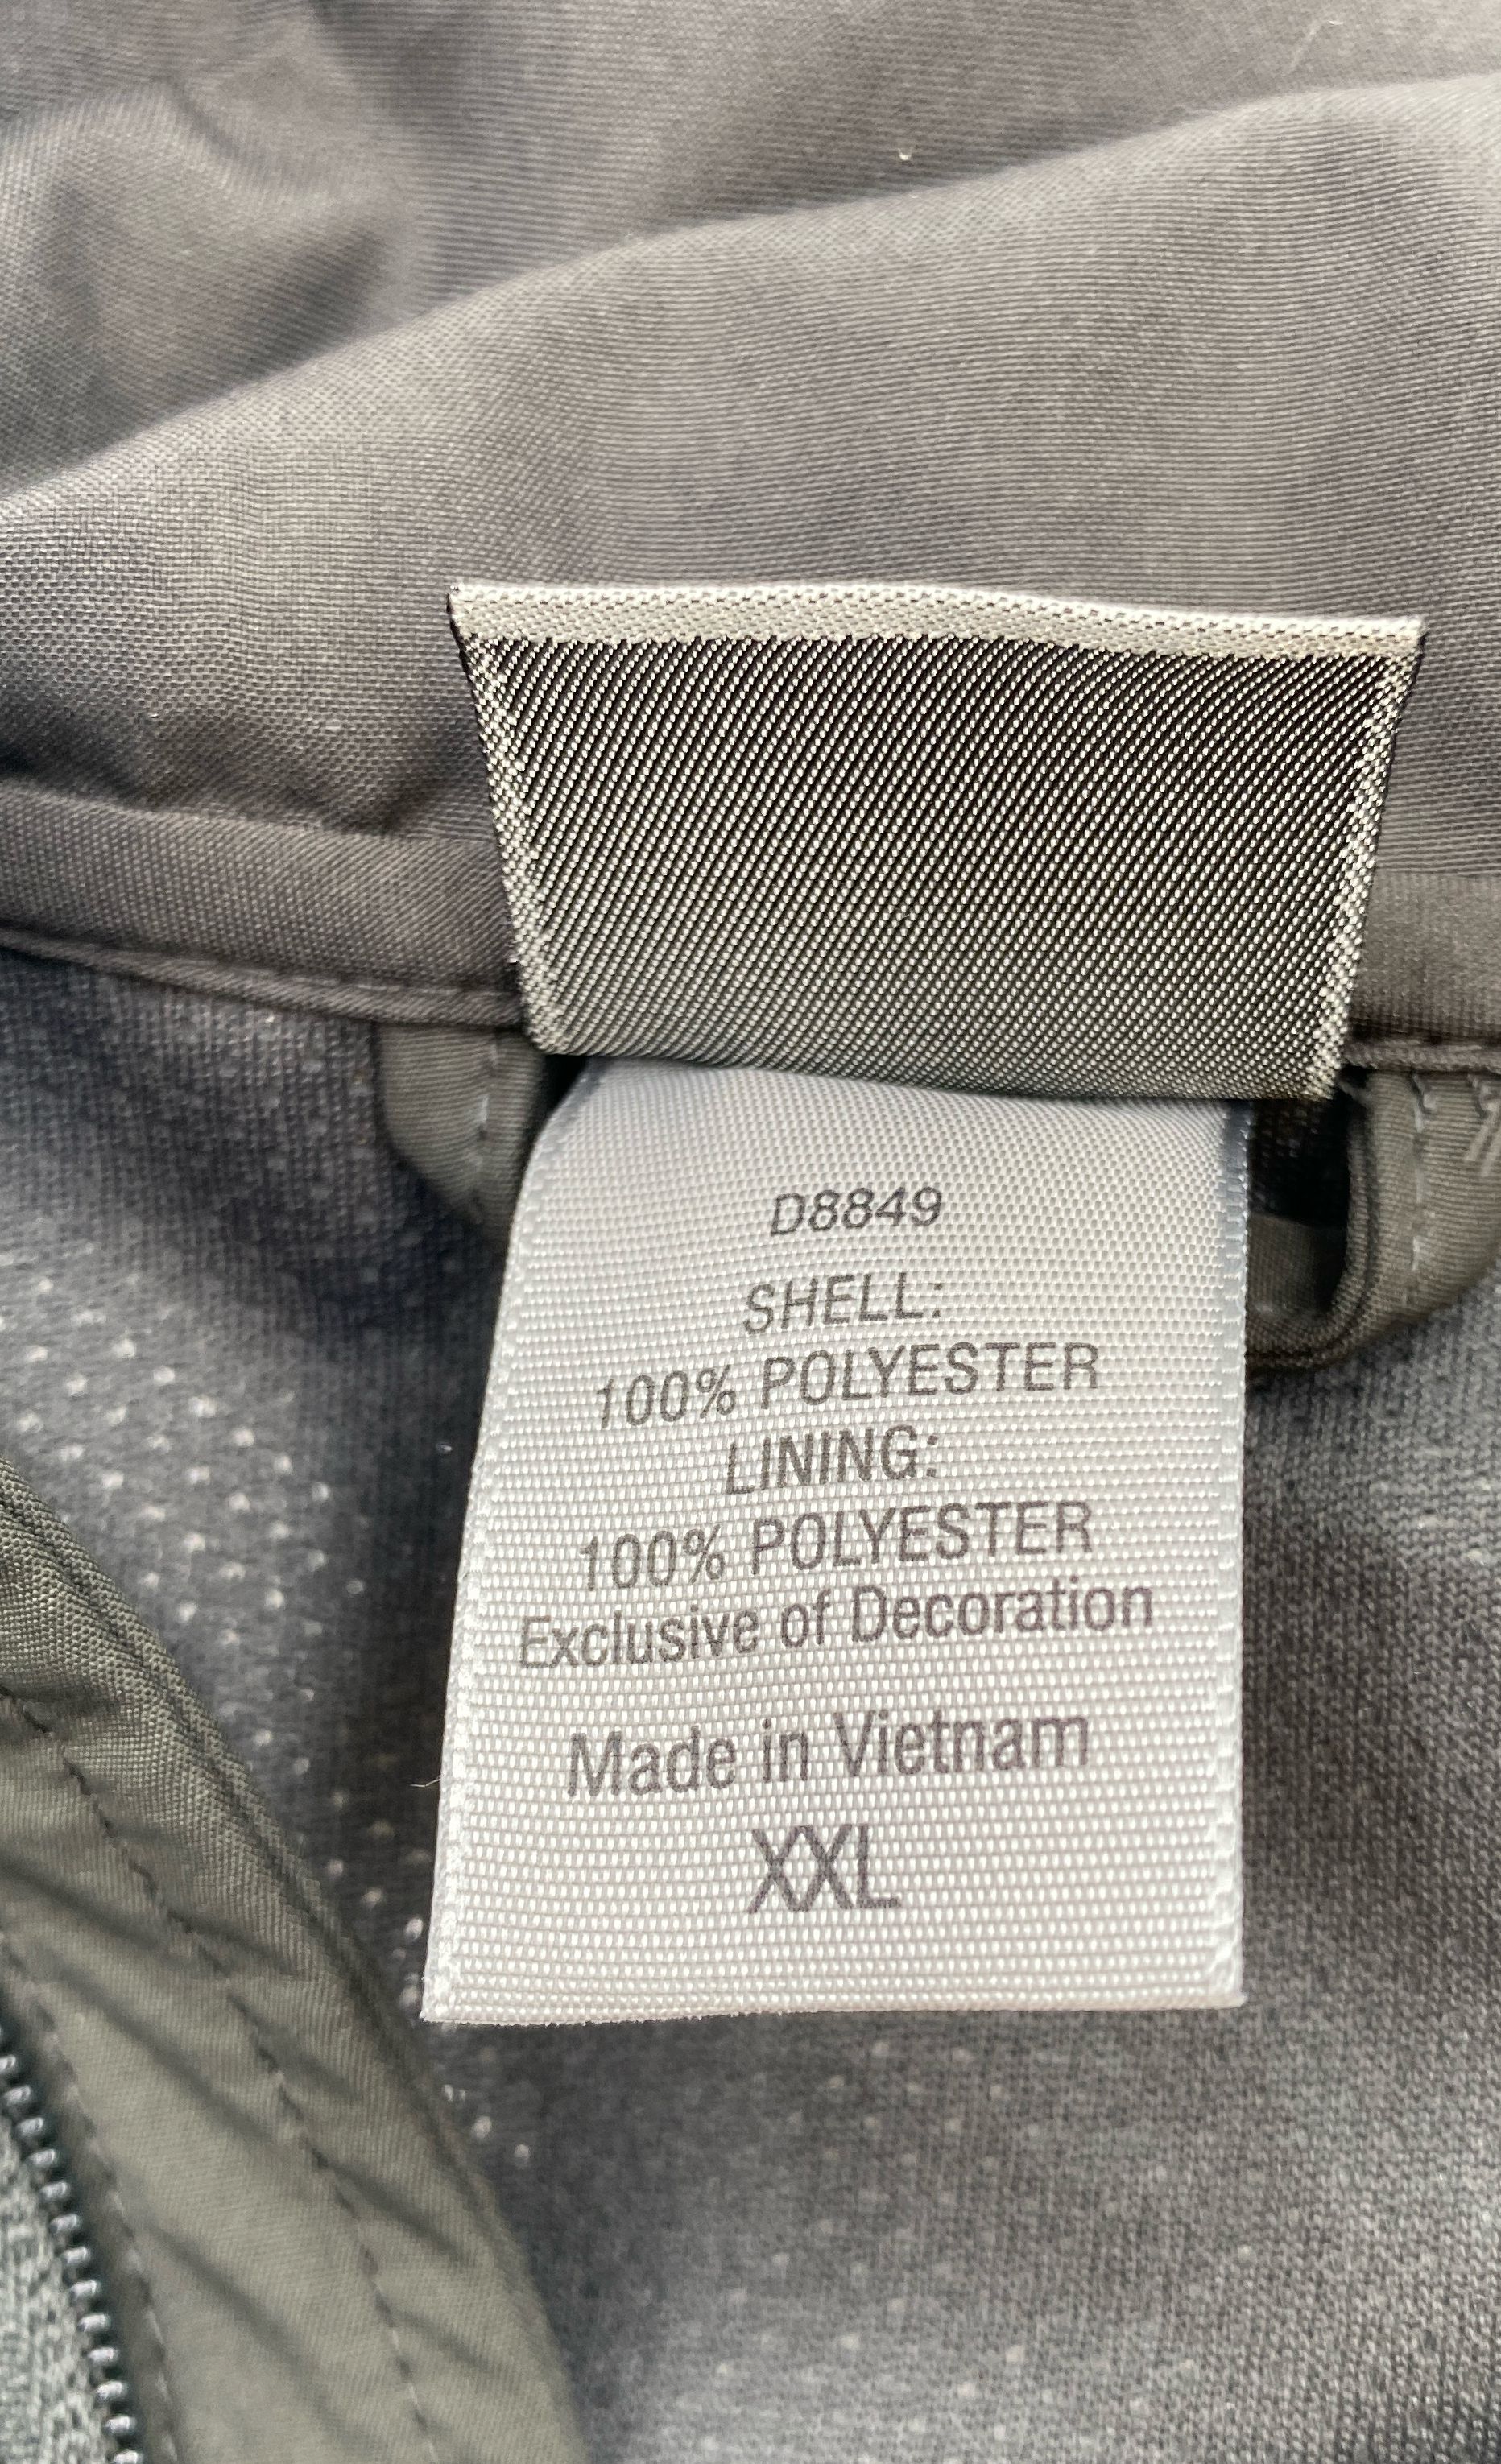 D8849
SHELL:
100% POLYESTER
LINING:
100% POLYESTER
Exclusive of Decoration
Made in Vietnam
XXL